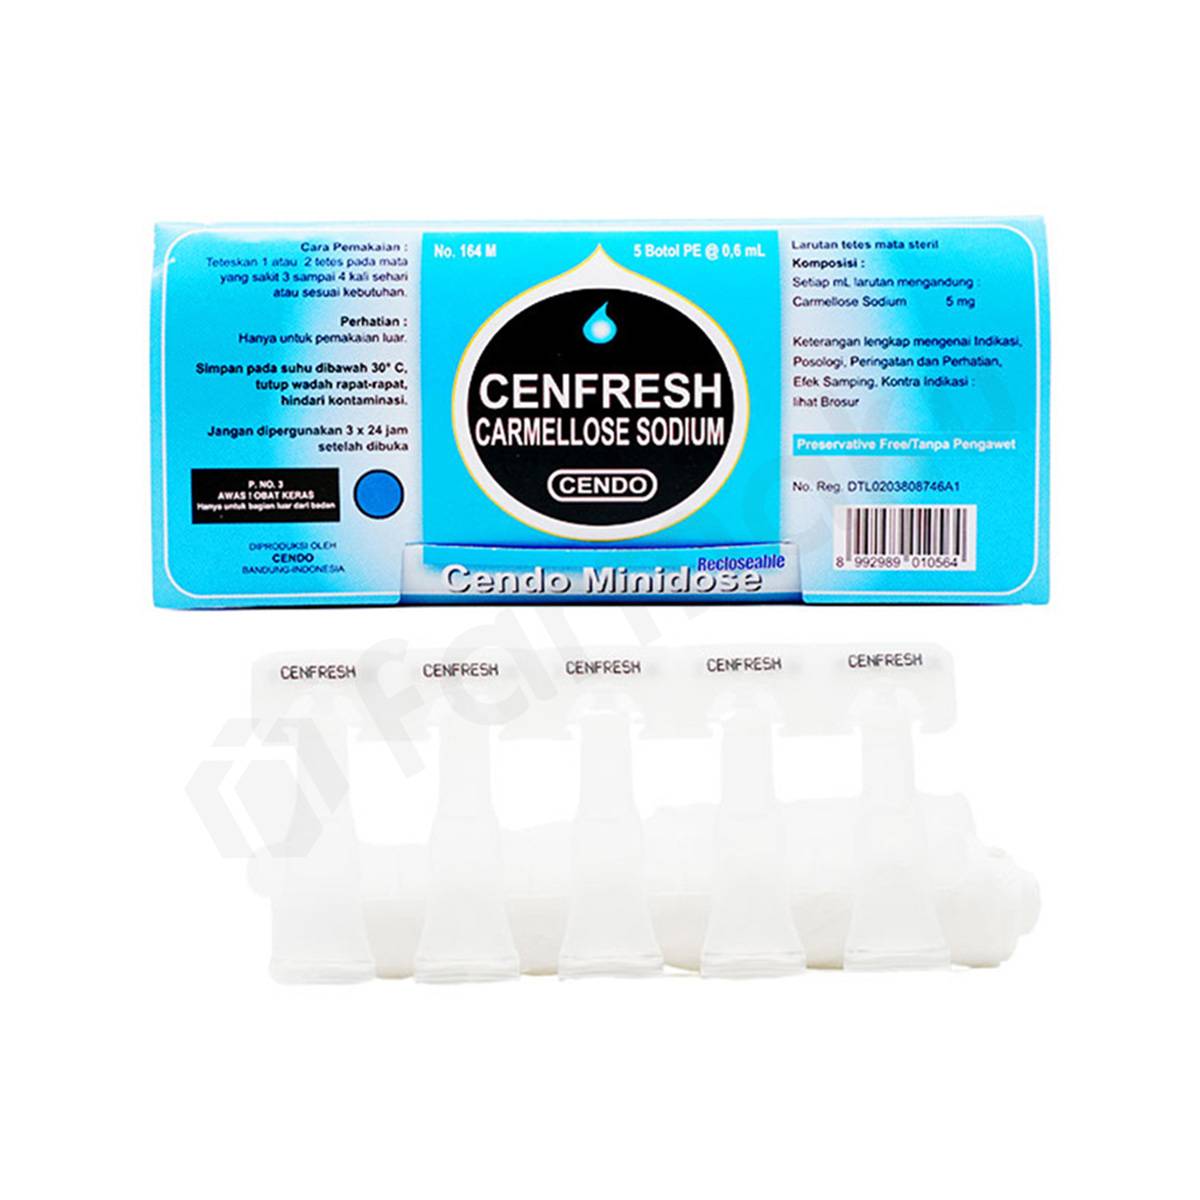 Cara Pemakaian :
Teteskan 1 atau 2 tetes pada mata
yang sakit 3 sampai 4 kali sehari
atau sesuai kebutuhan.
Perhatian :
Hanya untuk pemakaian luar.
Simpan pada suhu dibawah 30° C,
tutup wadah rapat-rapat,
hindari kontaminasi.
Jangan dipergunakan 3 x 24 jam
setelah dibuka
P. NO. 3
AWAS ! OBAT KERAS
Hanya untuk bagian luar dari badan
DIPRODUKSI OLEH
CENDO
BANDUNG-INDONESIA
No. 164 M
5 Botol PE @ 0,6 mL
CENFRESH
CARMELLOSE SODIUM
CENDO
Recloseable
Cendo Minidose
Larutan tetes mata steril
Komposisi :
Setiap mL larutan mengandung :
Carmellose Sodium 5 mg
Keterangan lengkap mengenai Indikasi,
Posologi, Peringatan dan Perhatian,
Efek Samping, Kontra Indikasi :
lihat Brosur
Preservative Free/Tanpa Pengawet
No. Reg. DTL0203808746A1
8 992989 010564
CENFRESH CENFRESH CENFRESH CENFRESH CENFRESH